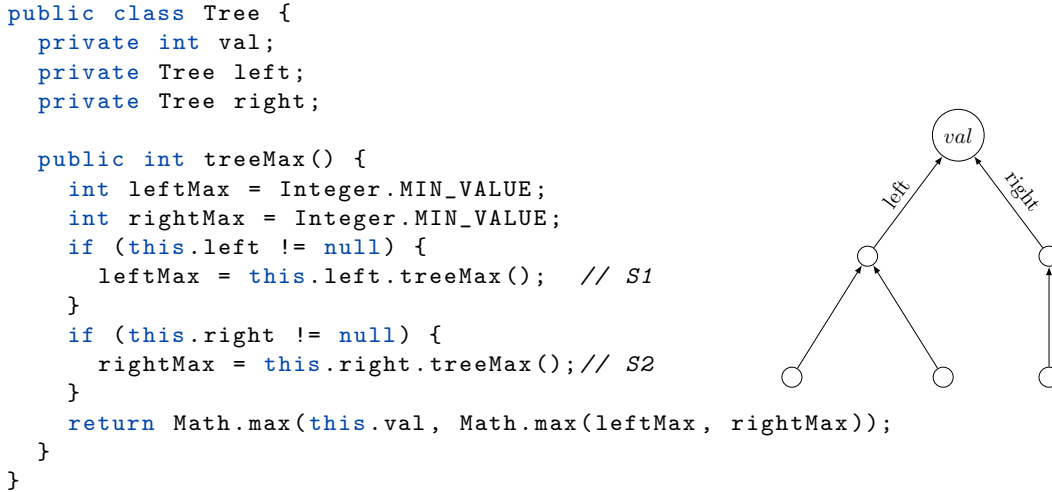 public class Tree {
  private int val;
  private Tree left;
  private Tree right;

  public int treeMax() {
    int leftMax = Integer.MIN_VALUE;
    int rightMax = Integer.MIN_VALUE;
    if (this.left != null) {
      leftMax = this.left.treeMax();  // S1
    }
    if (this.right != null) {
      rightMax = this.right.treeMax();// S2
    }
    return Math.max(this.val, Math.max(leftMax, rightMax));
  }
}
val
left
right